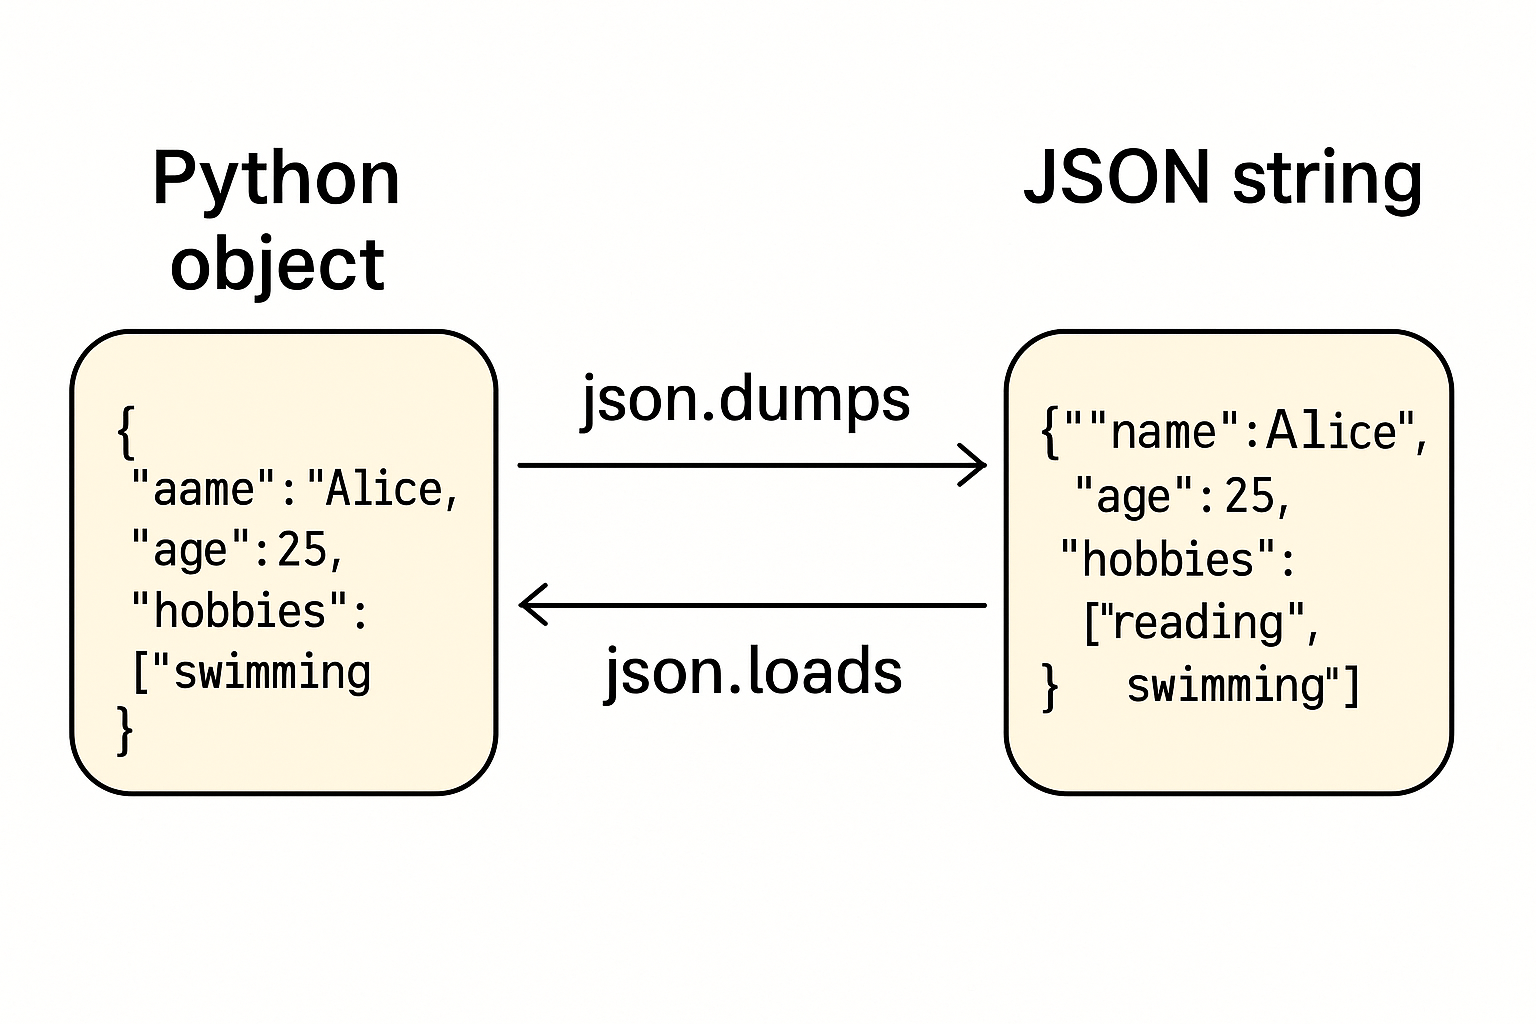 Python
object
{
"aame": "Alice,
"age": 25,
"hobbies":
["swimming
}
json.dumps
json.loads
JSON string
{""name": Alice",
"age": 25,
"hobbies":
["reading",
} swimming"]